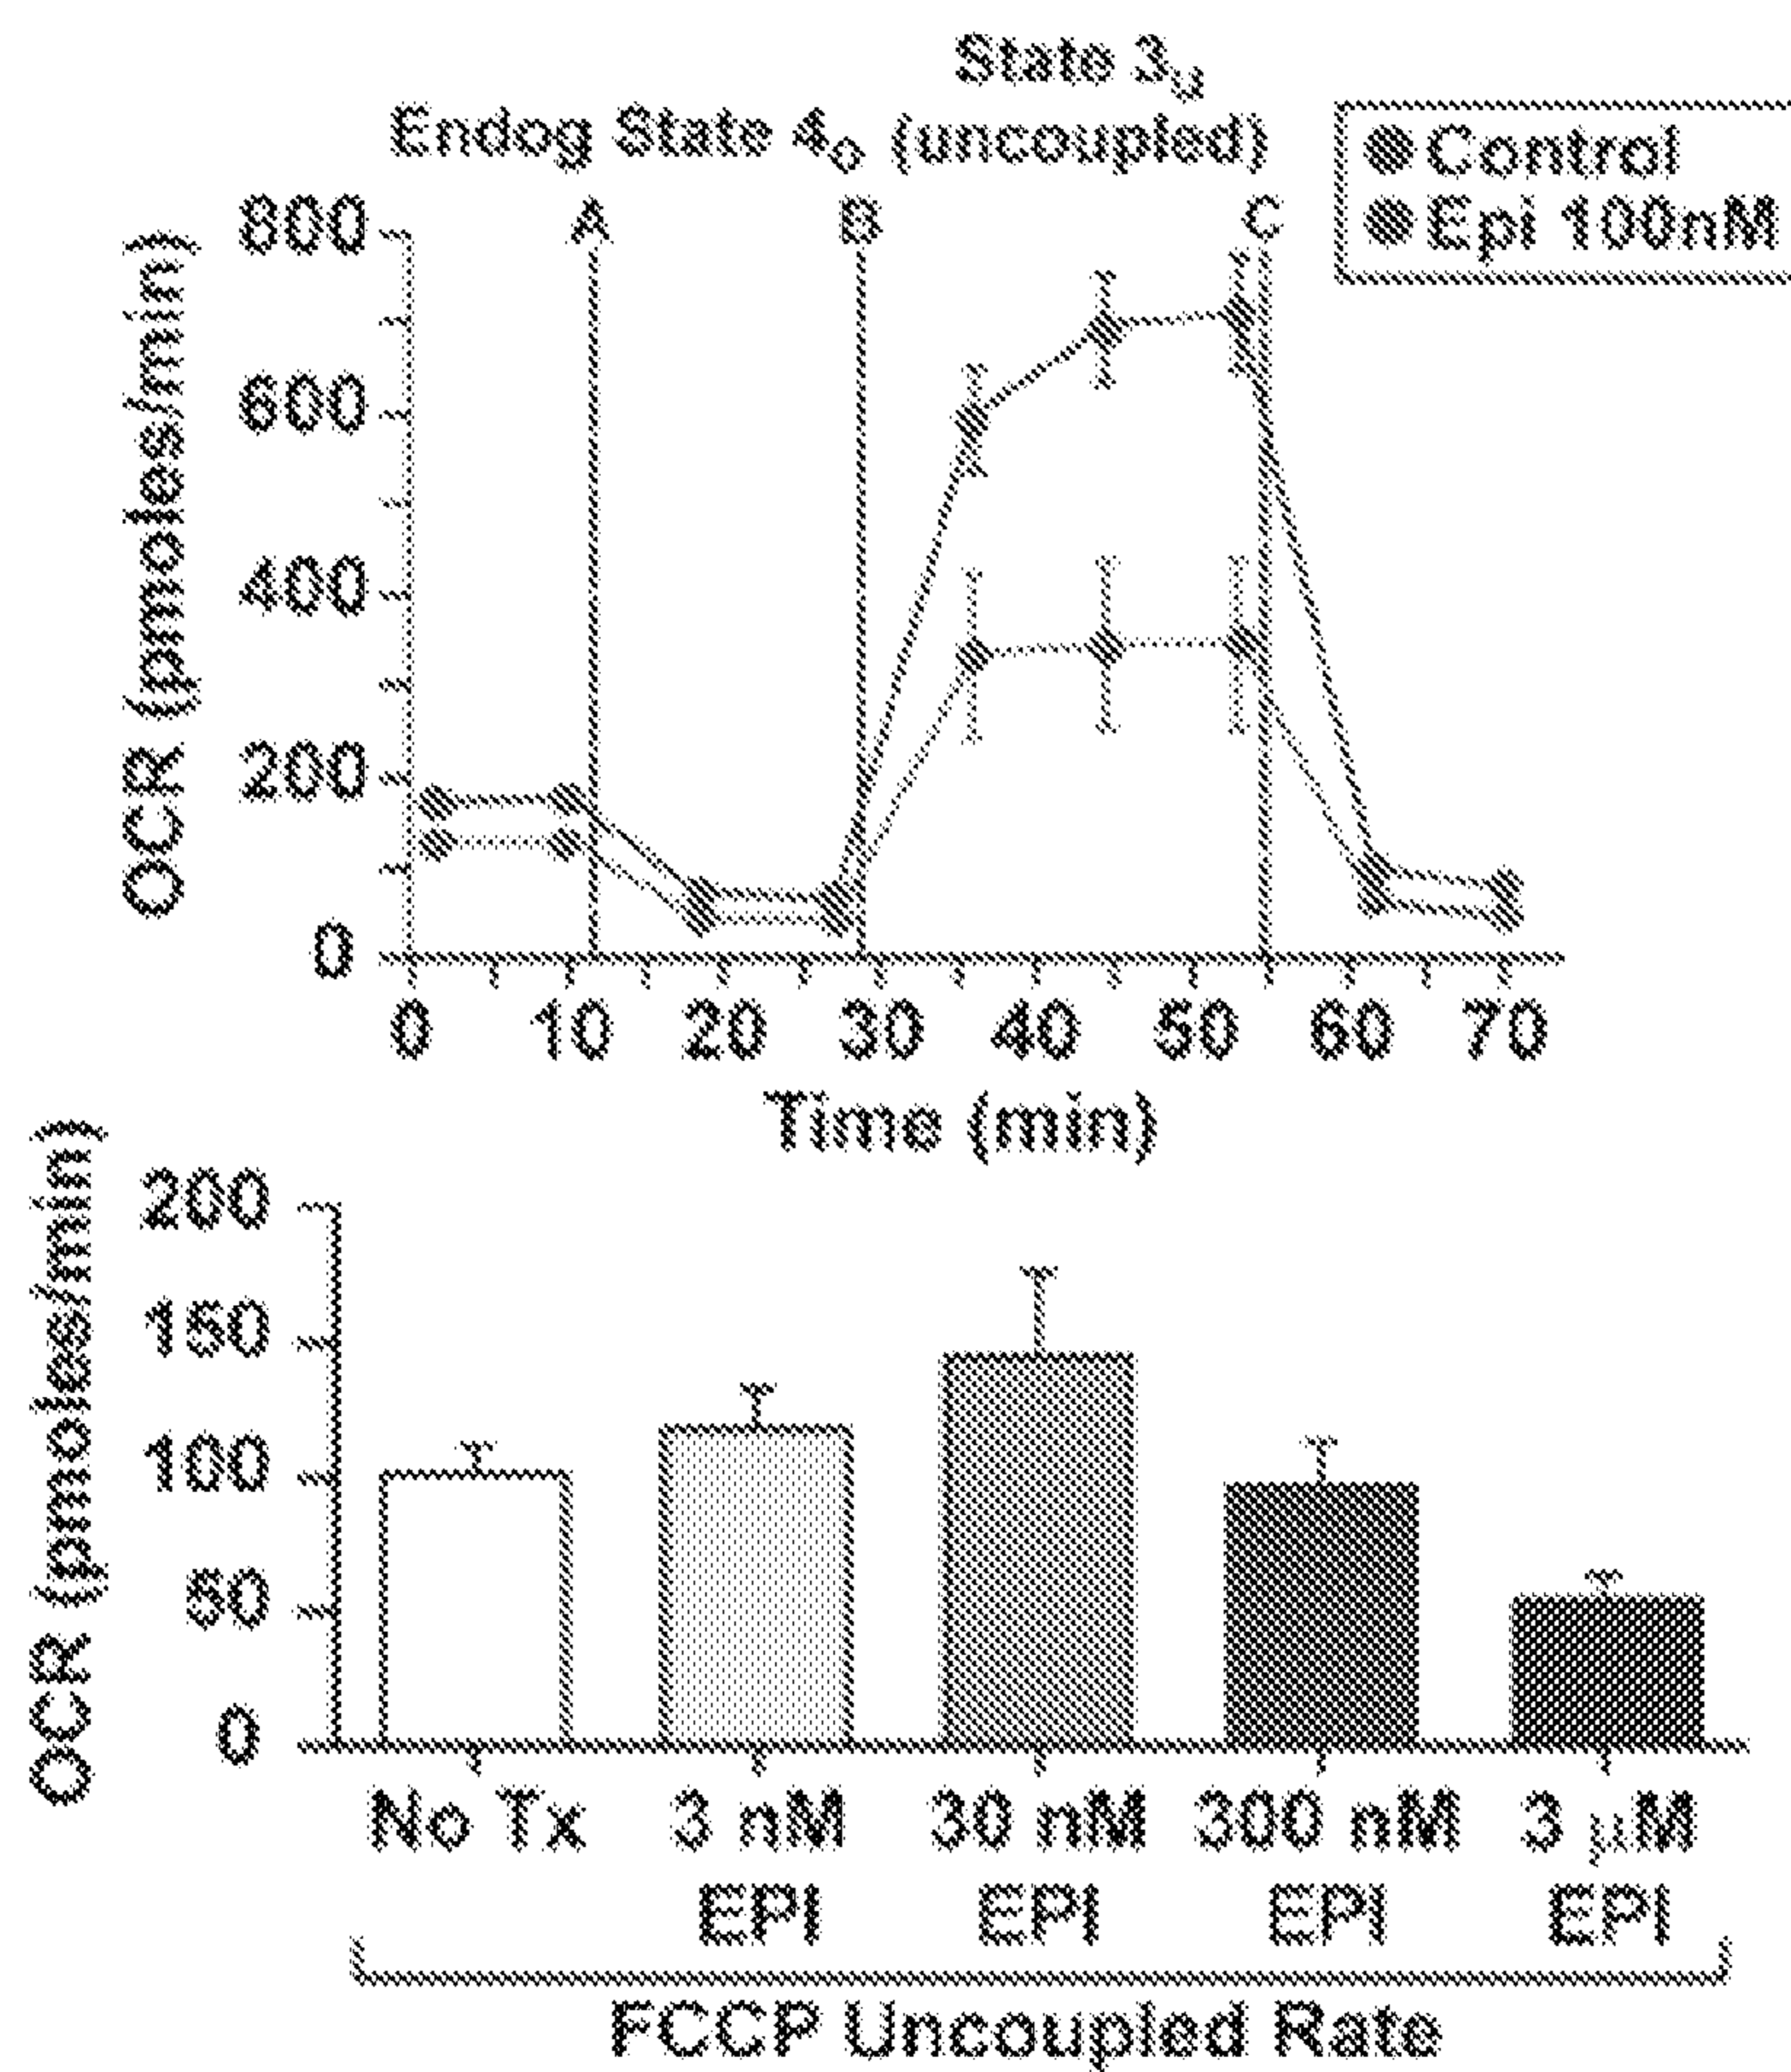 State 3u
Endog State 4o (uncoupled)
Control
Epi 100nM
A B C
OCR (pmoles/min)
800
600
400
200
0
0 10 20 30 40 50 60 70
Time (min)
OCR (pmoles/min)
200
150
100
50
0
No Tx 3 nM 30 nM 300 nM 3 μM
EPI EPI EPI EPI
FCCP Uncoupled Rate